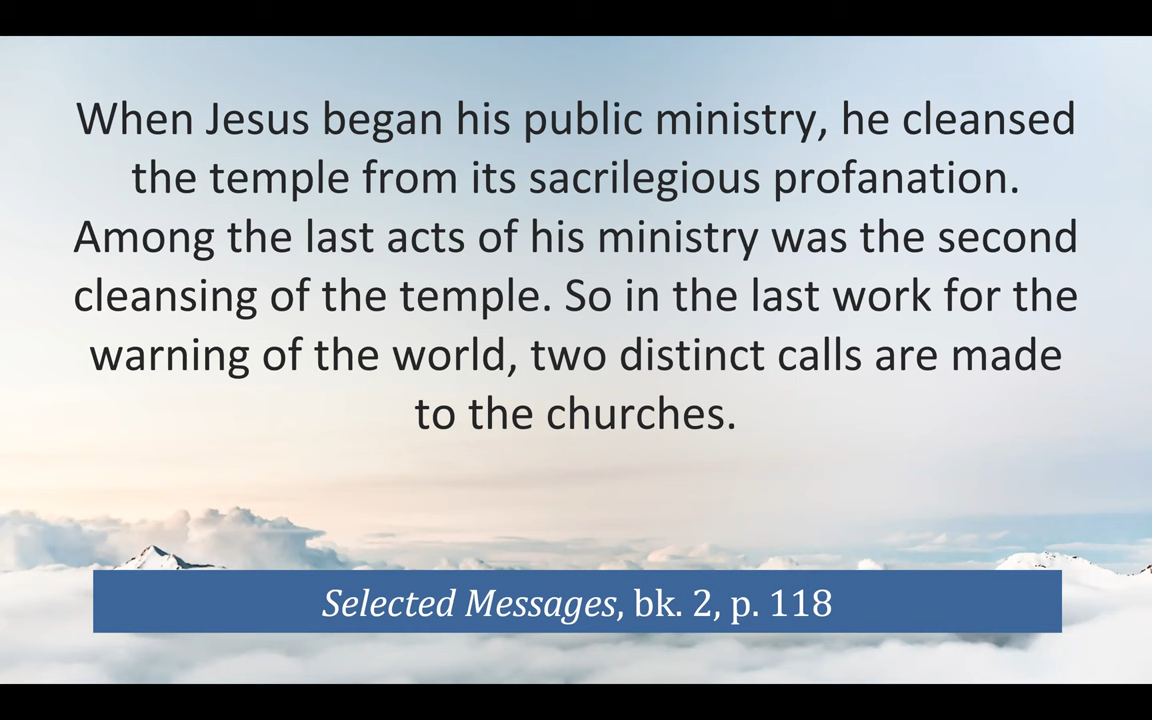 When Jesus began his public ministry, he cleansed
the temple from its sacrilegious profanation.
Among the last acts of his ministry was the second
cleansing of the temple. So in the last work for the
warning of the world, two distinct calls are made
to the churches.
Selected Messages, bk. 2, p. 118